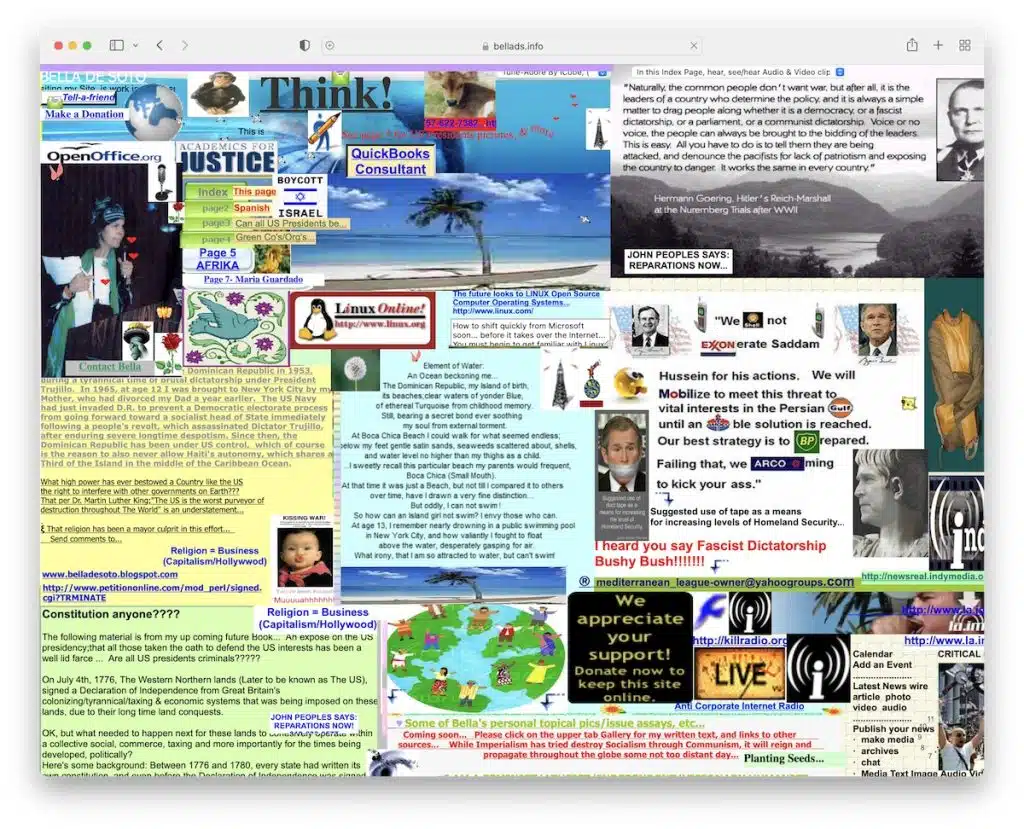 bellads.info
BELLA DE SOTO
Tell-a-friend
Make a Donation
Think!
This is
In this Index Page, hear, see/hear Audio & Video clip
OpenOffice.org
ACADEMICS FOR
JUSTICE
QuickBooks
Consultant
Index This page
page2 Spanish
page3 Can all US Presidents be...
page4 Green Co's/Org's...
Page 5
AFRIKA
Page 7- Maria Guardado
BOYCOTT
ISRAEL
"Naturally, the common people don't want war, but after all, it is the
leaders of a country who determine the policy, and it is always a simple
matter to drag people along whether it is a democracy, or a fascist
dictatorship, or a parliament, or a communist dictatorship. Voice or no
voice, the people can always be brought to the bidding of the leaders.
This is easy. All you have to do is to tell them they are being
attacked, and denounce the pacifists for lack of patriotism and exposing
the country to danger. It works the same in every country."
Hermann Goering, Hitler's Reich-Marshall
at the Nuremberg Trials after WWII
JOHN PEOPLES SAYS:
REPARATIONS NOW...
Contact Bella
Linux Online!
http://www.linux.org
The future looks to LINUX Open Source
Computer Operating Systems...
http://www.linux.com/
How to shift quickly from Microsoft
soon... before it takes over the Internet...
You must begin to get familiar with Linux
Dominican Republic in 1953,
during a tyrannical time of brutal dictatorship under President
Trujillo. In 1965, at age 12 I was brought to New York City by my
Mother, who had divorced my Dad a year earlier. The US Navy
had just invaded D.R. to prevent a Democratic electorate process
from going forward toward a socialist head of State immediately
following a people's revolt, which assassinated Dictator Trujillo,
after enduring severe longtime despotism. Since then, the
Dominican Republic has been under US control, which of course
is the reason to also never allow Haiti's autonomy, which shares a
Third of the Island in the middle of the Caribbean Ocean.
What high power has ever bestowed a Country like the US
the right to interfere with other governments on Earth???
That per Dr. Martin Luther King;"The US is the worst purveyor of
destruction throughout The World" is an understatement...
That religion has been a major culprit in this effort...
Send comments to...
Religion = Business
(Capitalism/Hollywood)
www.belladesoto.blogspot.com
http://www.petitiononline.com/mod_perl/signed.
cgi?TRMINATE
KISSING WAR!
Element of Water:
An Ocean beckoning me...
The Dominican Republic, my Island of birth,
its beaches,clear waters of yonder Blue,
of ethereal Turquoise from childhood memory.
Still, bearing a secret bond ever soothing
my soul from external torment.
At Boca Chica Beach I could walk for what seemed endless;
below my feet gentle satin sands, seaweeds scattered about, shells,
and water level no higher than my thighs as a child.
...I sweetly recall this particular beach my parents would frequent,
Boca Chica (Small Mouth).
At that time it was just a Beach, but not till I compared it to others
over time, have I drawn a very fine distinction...
But oddly, I can not swim!
So how can an Island girl not swim? I envy those who can.
At age 13, I remember nearly drowning in a public swimming pool
in New York City, and how valiantly I fought to float
above the water, desperately gasping for air.
What irony, that I am so attracted to water, but can't swim!
"We Shell not
EXXONerate Saddam
Hussein for his actions. We will
Mobilize to meet this threat to
vital interests in the Persian Gulf
until an able solution is reached.
Our best strategy is to BPrepared.
Failing that, we ARCO ming
to kick your ass."
Suggested use of
duct tape as a
means for increasing
the level of
Homeland Security.
Suggested use of tape as a means
for increasing levels of Homeland Security...
I heard you say Fascist Dictatorship
Bushy Bush!!!!!!!
® mediterranean_league-owner@yahoogroups.com
http://newsreal.indymedia.o
Constitution anyone????
Religion = Business
(Capitalism/Hollywood)
The following material is from my up coming future Book... An expose on the US
presidency;that all those taken the oath to defend the US interests has been a
well lid farce ... Are all US presidents criminals?????
On July 4th, 1776, The Western Northern lands (Later to be known as The US),
signed a Declaration of Independence from Great Britain's
colonizing/tyrannical/taxing & economic systems that was being imposed on these
lands, due to their long time land conquests.
JOHN PEOPLES SAYS:
REPARATIONS NOW...
OK, but what needed to happen next for these lands to
a collective social, commerce, taxing and more importantly for the times being
developed, politically?
Here's some background: Between 1776 and 1780, every state had written its
own constitution, and even before the Declaration of Independence was signed
We
appreciate
your
support!
Donate now to
keep this site
online.
http://killradio.org
LIVE
Anti Corporate Internet Radio
Some of Bella's personal topical pics/issue assays, etc...
Coming soon... Please click on the upper tab Gallery for my written text, and links to other
sources... While Imperialism has tried destroy Socialism through Communism, it will reign and
propagate throughout the globe some not too distant day...
Planting Seeds...
Calendar
Add an Event
Latest News wire
article photo
video audio
Publish your news
· media
· archives
· chat
· Media Text Image Audio Vi